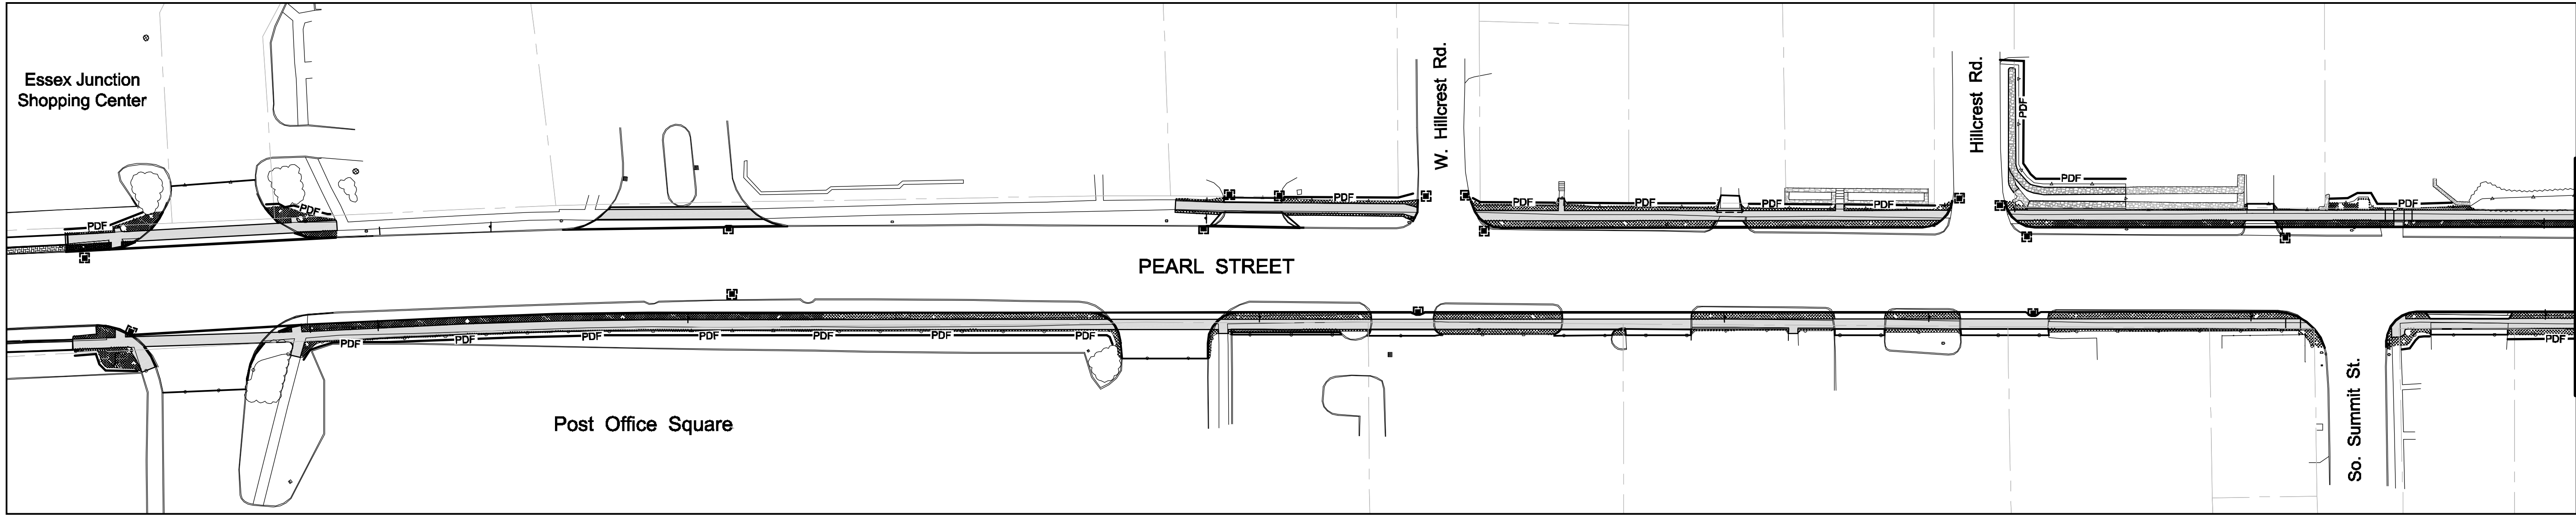 Essex Junction
Shopping Center
W. Hillcrest Rd.
Hillcrest Rd.
PDF
PDF
PDF
PDF
PDF
PDF
PDF
PDF
PDF
PDF
PDF
PEARL STREET
PDF
PDF
PDF
PDF
PDF
PDF
PDF
PDF
Post Office Square
So. Summit St.